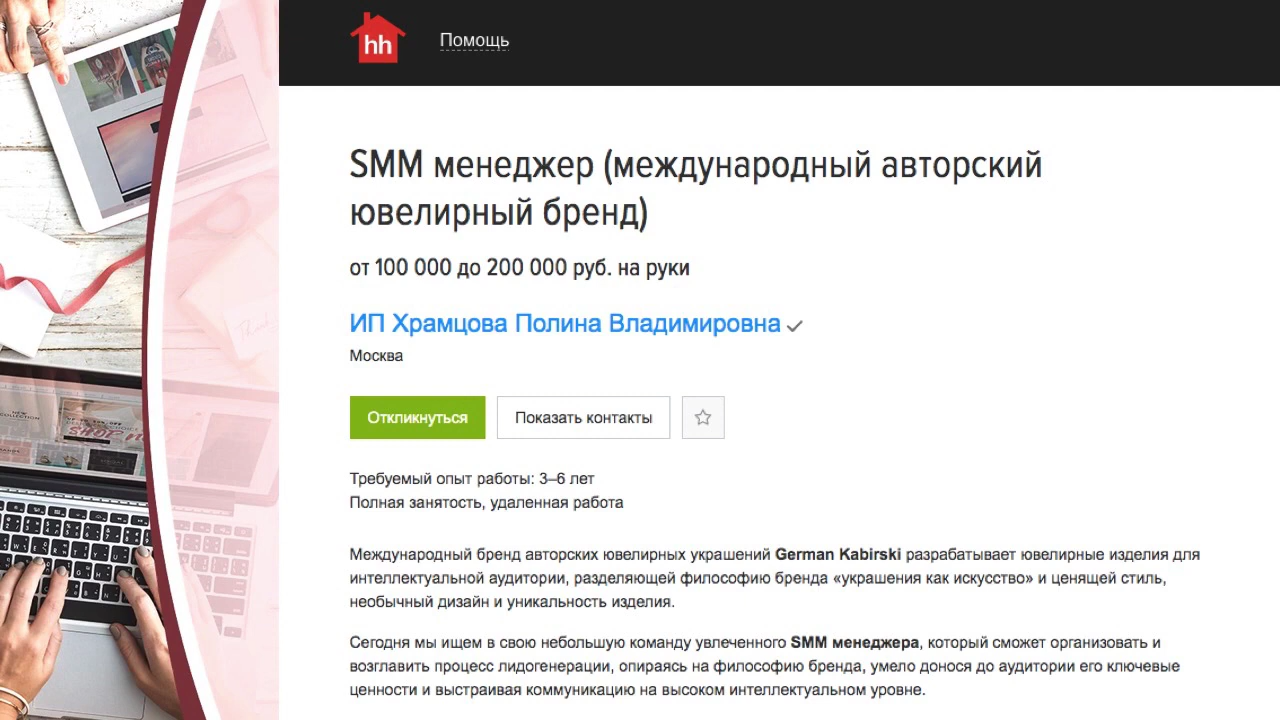 hh
Помощь
SMM менеджер (международный авторский
ювелирный бренд)
от 100 000 до 200 000 руб. на руки
ИП Храмцова Полина Владимировна
Москва
Откликнуться
Показать контакты
Требуемый опыт работы: 3–6 лет
Полная занятость, удаленная работа
Международный бренд авторских ювелирных украшений German Kabirski разрабатывает ювелирные изделия для
интеллектуальной аудитории, разделяющей философию бренда «украшения как искусство» и ценящей стиль,
необычный дизайн и уникальность изделия.
Сегодня мы ищем в свою небольшую команду увлеченного SMM менеджера, который сможет организовать и
возглавить процесс лидогенерации, опираясь на философию бренда, умело донося до аудитории его ключевые
ценности и выстраивая коммуникацию на высоком интеллектуальном уровне.